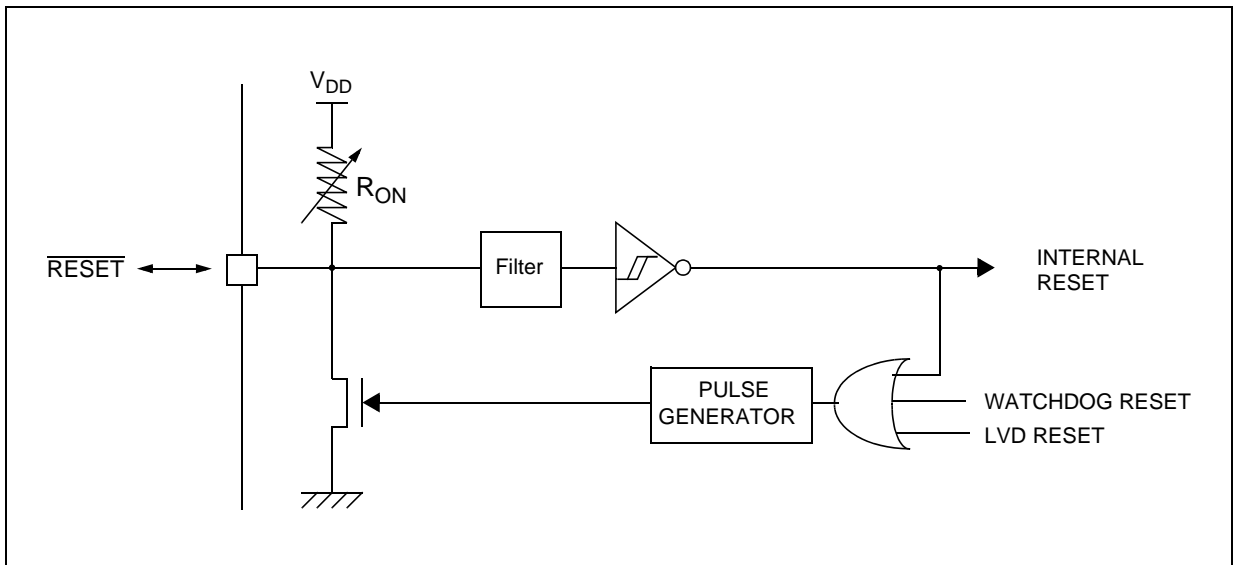 VDD
RON
RESET
Filter
INTERNAL
RESET
PULSE
GENERATOR
WATCHDOG RESET
LVD RESET